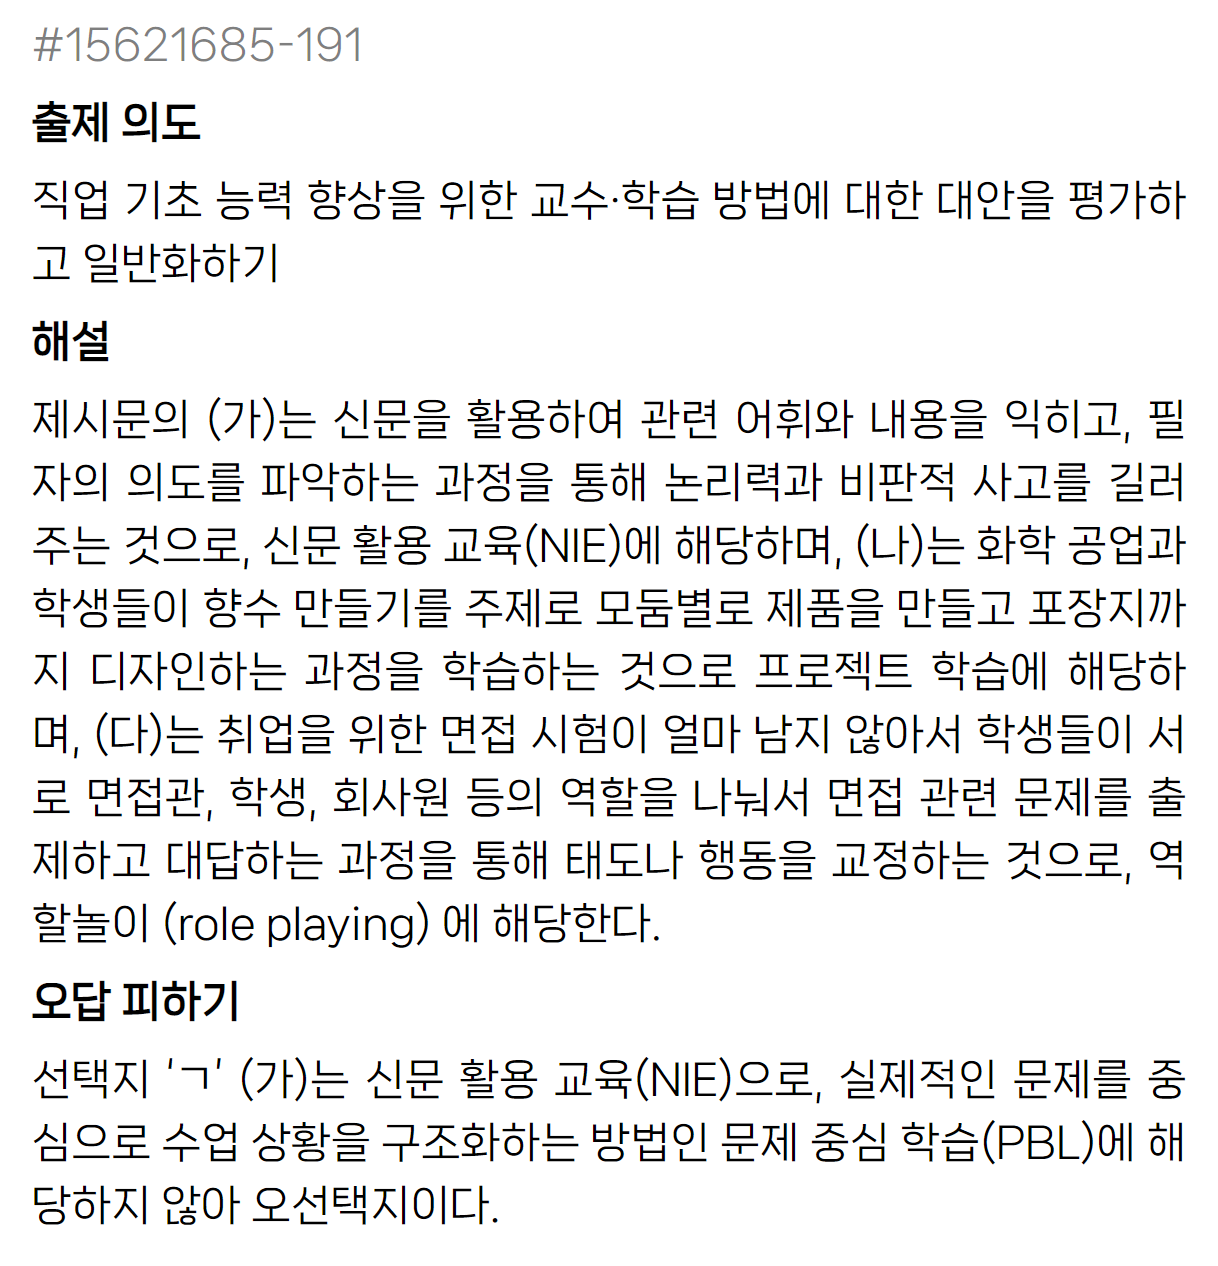 #15621685-191
출제 의도
직업 기초 능력 향상을 위한 교수·학습 방법에 대한 대안을 평가하
고 일반화하기
해설
제시문의 (가)는 신문을 활용하여 관련 어휘와 내용을 익히고, 필
자의 의도를 파악하는 과정을 통해 논리력과 비판적 사고를 길러
주는 것으로, 신문 활용 교육(NIE)에 해당하며, (나)는 화학 공업과
학생들이 향수 만들기를 주제로 모둠별로 제품을 만들고 포장지까
지 디자인하는 과정을 학습하는 것으로 프로젝트 학습에 해당하
며, (다)는 취업을 위한 면접 시험이 얼마 남지 않아서 학생들이 서
로 면접관, 학생, 회사원 등의 역할을 나눠서 면접 관련 문제를 출
제하고 대답하는 과정을 통해 태도나 행동을 교정하는 것으로, 역
할놀이 (role playing) 에 해당한다.
오답 피하기
선택지 ‘ㄱ’ (가)는 신문 활용 교육(NIE)으로, 실제적인 문제를 중
심으로 수업 상황을 구조화하는 방법인 문제 중심 학습(PBL)에 해
당하지 않아 오선택지이다.